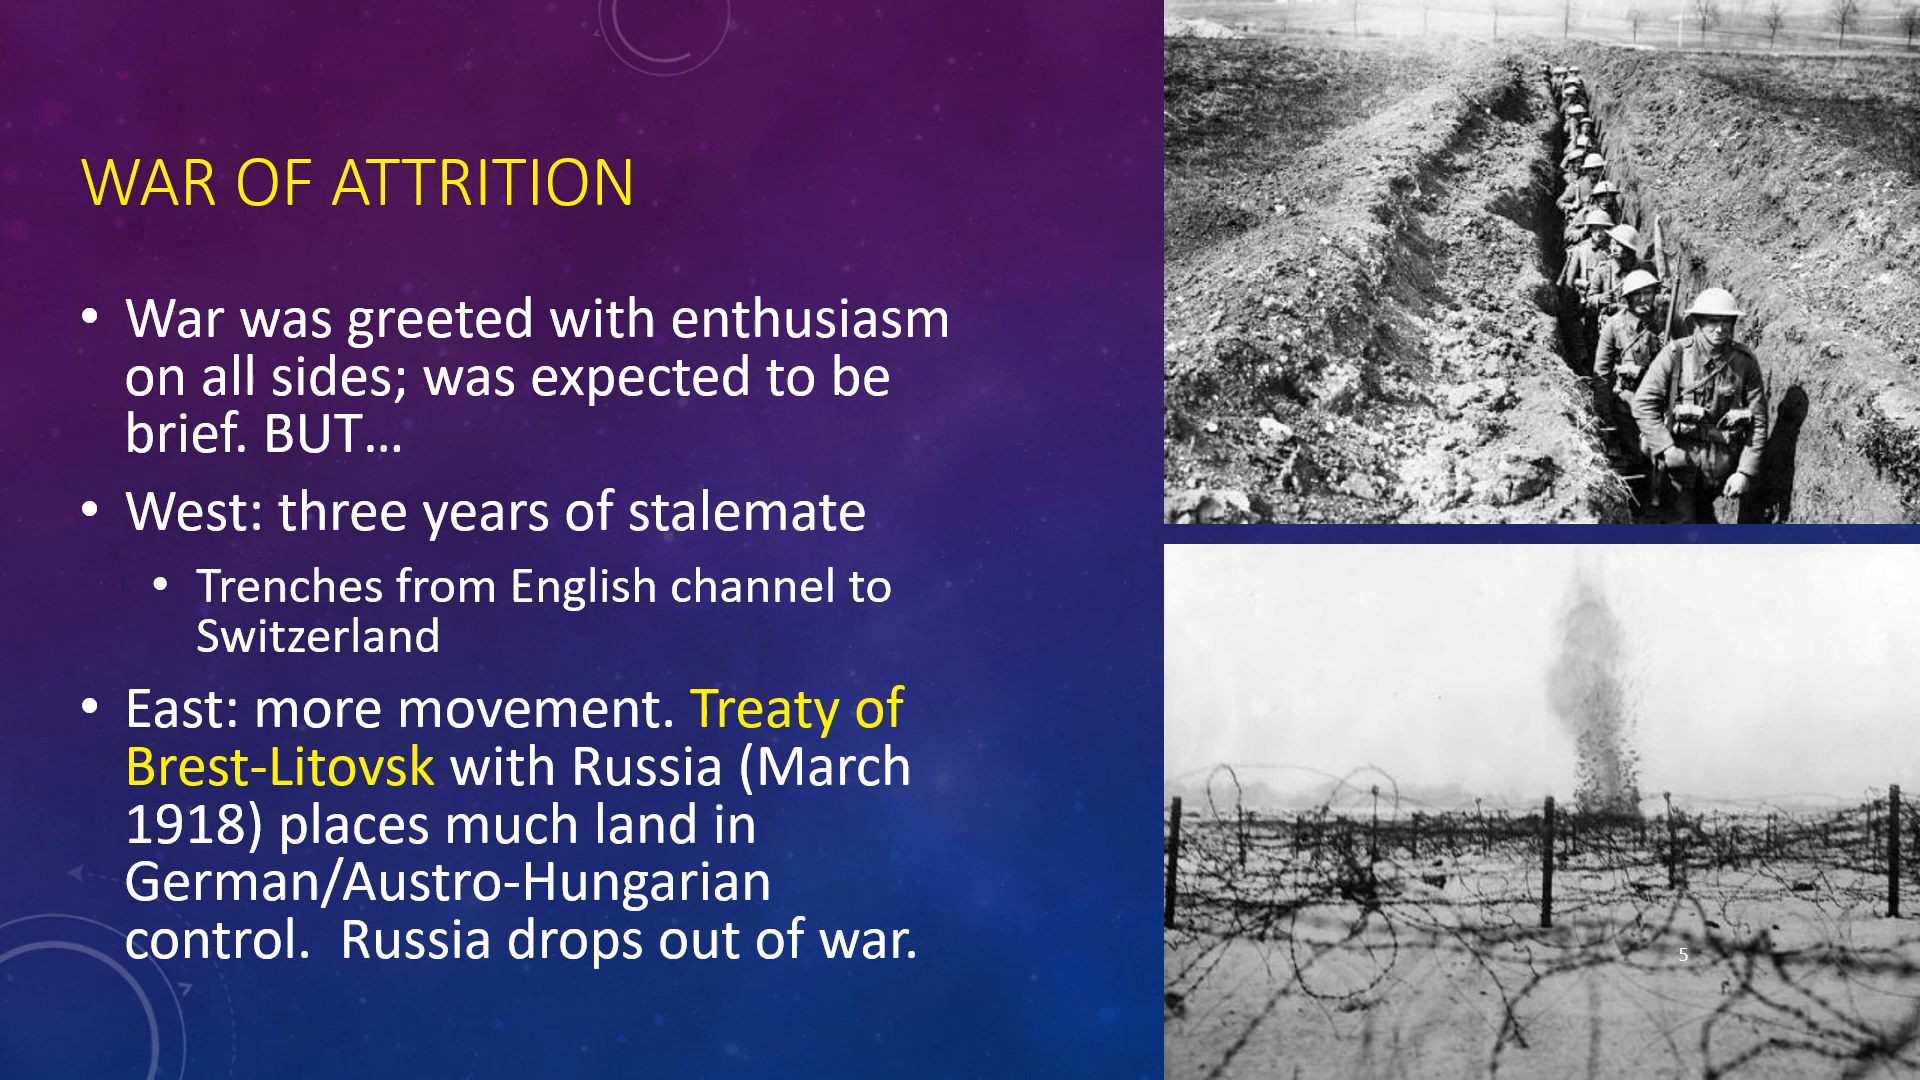 WAR OF ATTRITION
• War was greeted with enthusiasm
on all sides; was expected to be
brief. BUT…
• West: three years of stalemate
• Trenches from English channel to
Switzerland
• East: more movement. Treaty of
Brest-Litovsk with Russia (March
1918) places much land in
German/Austro-Hungarian
control.  Russia drops out of war.
5